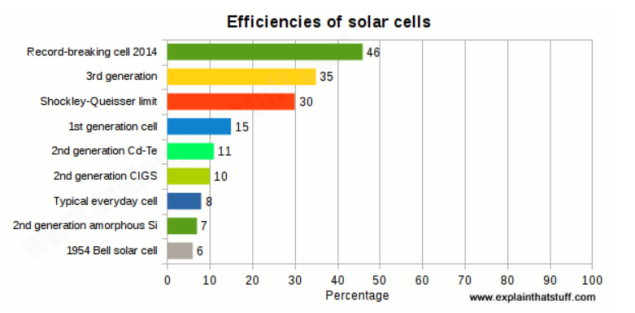 Efficiencies of solar cells
Record-breaking cell 2014 46
3rd generation 35
Shockley-Queisser limit 30
1st generation cell 15
2nd generation Cd-Te 11
2nd generation CIGS 10
Typical everyday cell 8
2nd generation amorphous Si 7
1954 Bell solar cell 6
0 10 20 30 40 50 60 70 80 90 100
Percentage
www.explainthatstuff.com